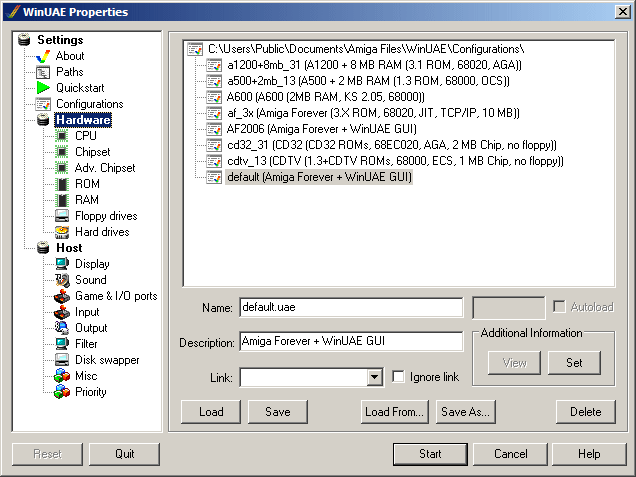 WinUAE Properties
Settings
About
Paths
Quickstart
Configurations
Hardware
CPU
Chipset
Adv. Chipset
ROM
RAM
Floppy drives
Hard drives
Host
Display
Sound
Game & I/O ports
Input
Output
Filter
Disk swapper
Misc
Priority
C:\Users\Public\Documents\Amiga Files\WinUAE\Configurations\
a1200+8mb_31 (A1200 + 8 MB RAM (3.1 ROM, 68020, AGA))
a500+2mb_13 (A500 + 2 MB RAM (1.3 ROM, 68000, OCS))
A600 (A600 (2MB RAM, KS 2.05, 68000))
af_3x (Amiga Forever (3.X ROM, 68020, JIT, TCP/IP, 10 MB))
AF2006 (Amiga Forever + WinUAE GUI)
cd32_31 (CD32 (CD32 ROMs, 68EC020, AGA, 2 MB Chip, no floppy))
cdtv_13 (CDTV (1.3+CDTV ROMs, 68000, ECS, 1 MB Chip, no floppy))
default (Amiga Forever + WinUAE GUI)
Name: default.uae
Autoload
Description: Amiga Forever + WinUAE GUI
Additional Information
View Set
Link: Ignore link
Load Save Load From... Save As... Delete
Reset Quit Start Cancel Help